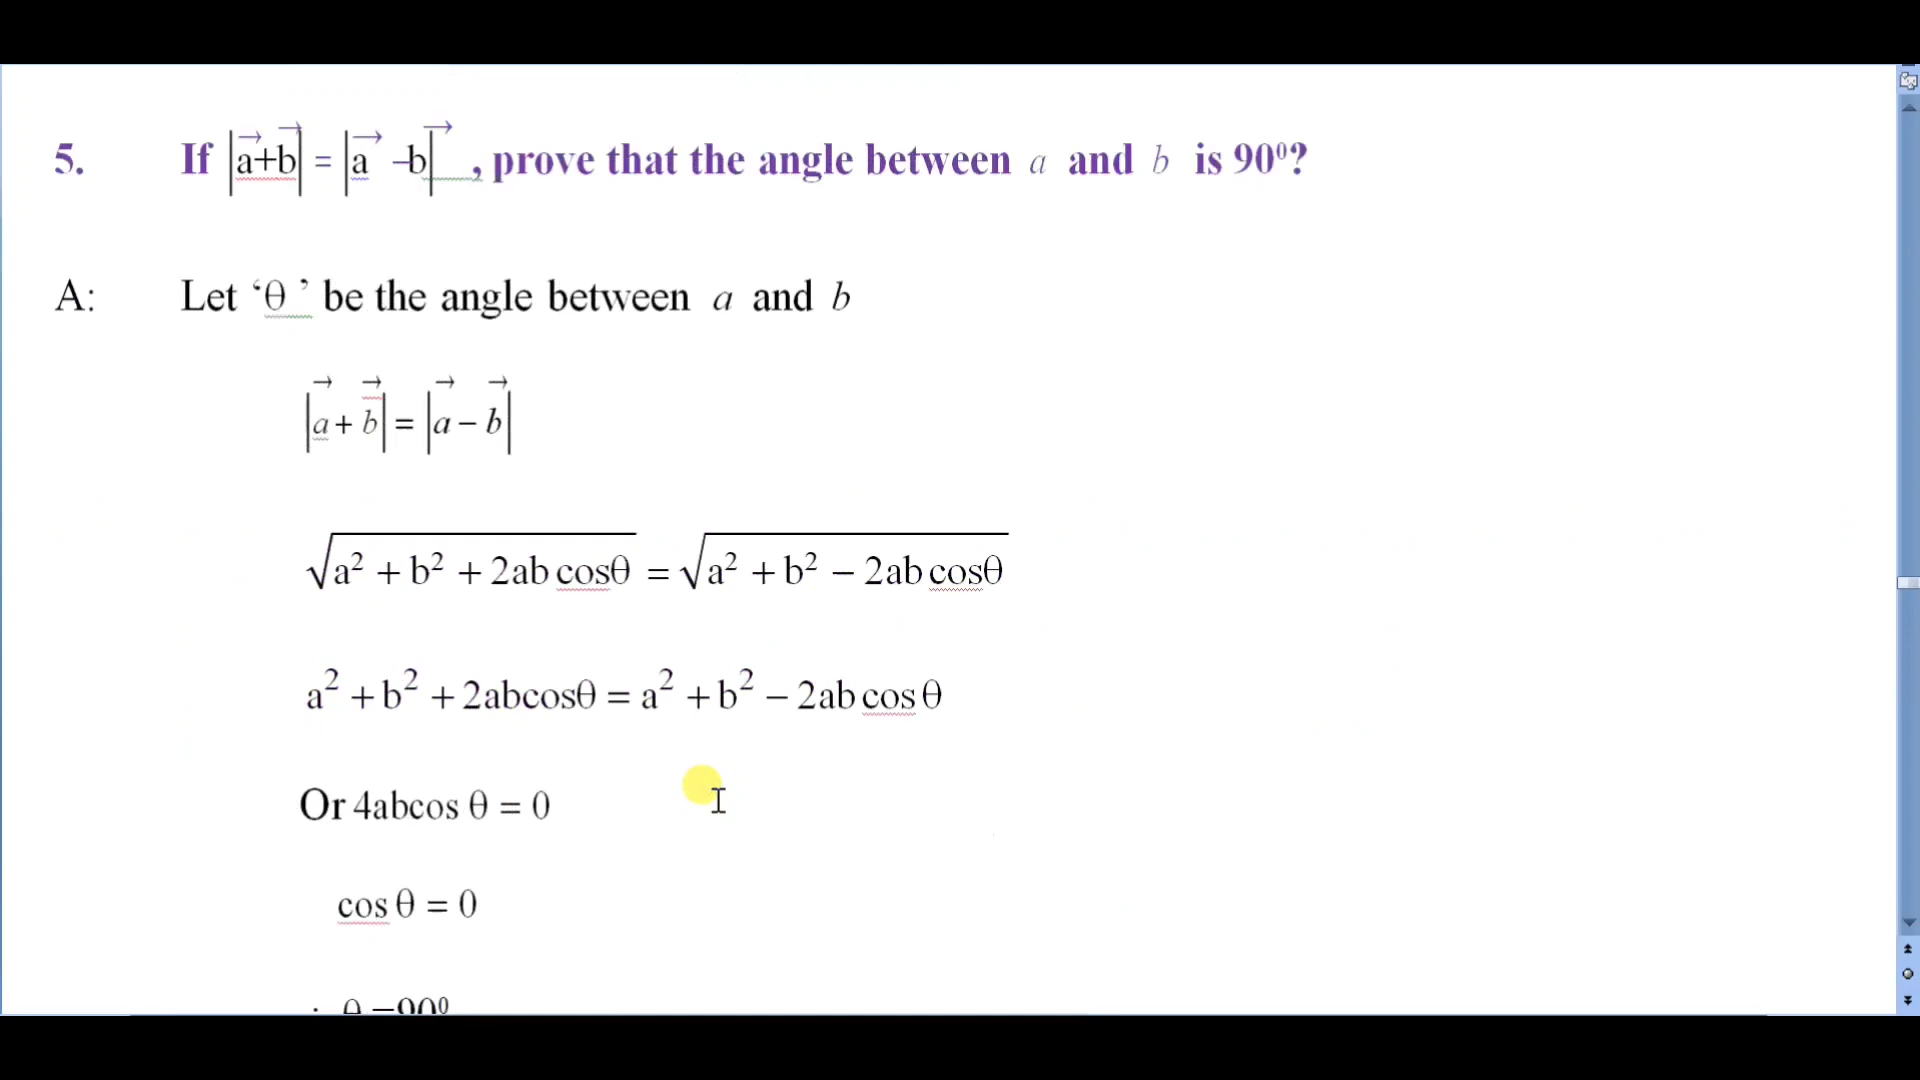 5. If |a⃗+b⃗| = |a⃗ –b⃗| , prove that the angle between a and b is 90⁰?
A: Let ‘θ ’ be the angle between a and b
|a⃗ + b⃗| = |a⃗ − b⃗|
√(a² + b² + 2ab cosθ) = √(a² + b² − 2ab cosθ)
a² + b² + 2abcosθ = a² + b² − 2ab cos θ
Or 4abcos θ = 0
cos θ = 0
θ =90⁰